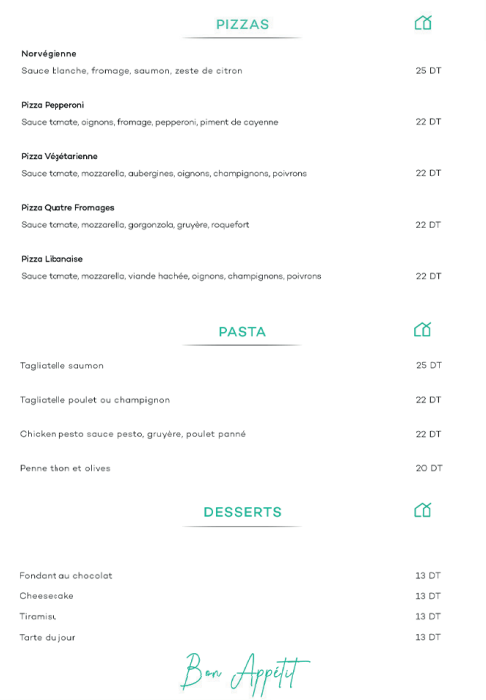 PIZZAS
Norvégienne
Sauce blanche, fromage, saumon, zeste de citron 25 DT
Pizza Pepperoni
Sauce tomate, oignons, fromage, pepperoni, piment de cayenne 22 DT
Pizza Végétarienne
Sauce tomate, mozzarella, aubergines, oignons, champignons, poivrons 22 DT
Pizza Quatre Fromages
Sauce tomate, mozzarella, gorgonzola, gruyère, roquefort 22 DT
Pizza Libanaise
Sauce tomate, mozzarella, viande hachée, oignons, champignons, poivrons 22 DT
PASTA
Tagliatelle saumon 25 DT
Tagliatelle poulet ou champignon 22 DT
Chicken pesto sauce pesto, gruyère, poulet panné 22 DT
Penne thon et olives 20 DT
DESSERTS
Fondant au chocolat 13 DT
Cheesecake 13 DT
Tiramisu 13 DT
Tarte du jour 13 DT
Bon Appétit